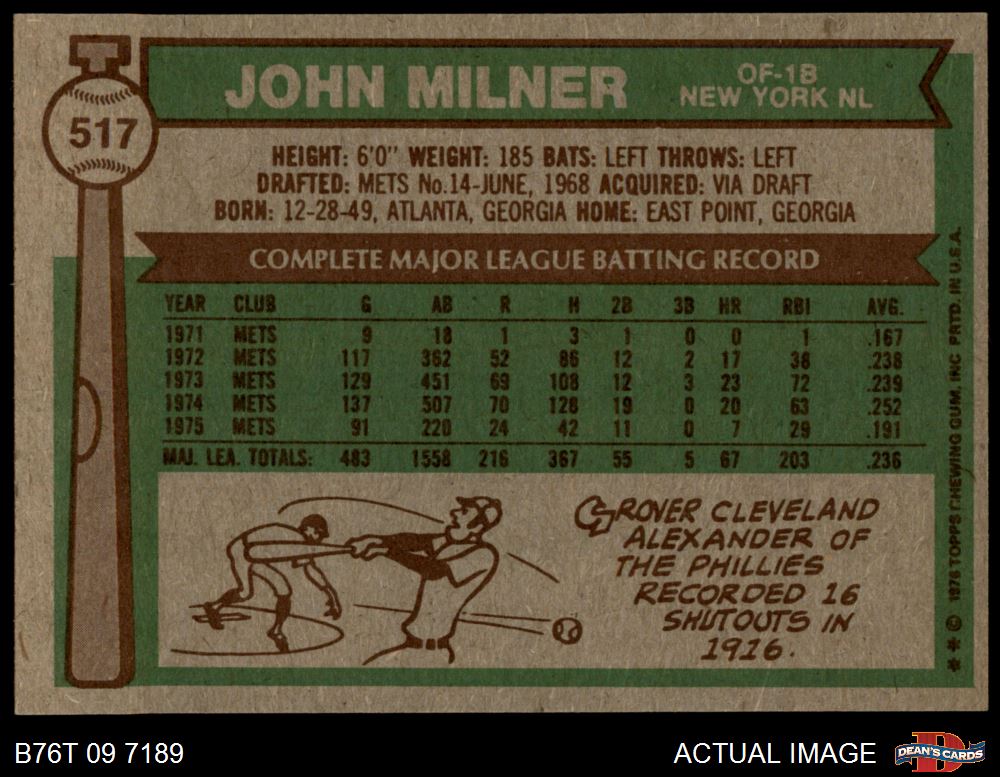 517
JOHN MILNER
OF-1B
NEW YORK NL
HEIGHT: 6'0" WEIGHT: 185 BATS: LEFT THROWS: LEFT
DRAFTED: METS No.14-JUNE, 1968 ACQUIRED: VIA DRAFT
BORN: 12-28-49, ATLANTA, GEORGIA HOME: EAST POINT, GEORGIA
COMPLETE MAJOR LEAGUE BATTING RECORD
YEAR CLUB G AB R H 2B 3B HR RBI AVG.
1971 METS 9 18 1 3 1 0 0 1 .167
1972 METS 117 362 52 86 12 2 17 38 .238
1973 METS 129 451 69 108 12 3 23 72 .239
1974 METS 137 507 70 128 19 0 20 63 .252
1975 METS 91 220 24 42 11 0 7 29 .191
MAJ. LEA. TOTALS: 483 1558 216 367 55 5 67 203 .236
GROVER CLEVELAND
ALEXANDER OF
THE PHILLIES
RECORDED 16
SHUTOUTS IN
1916.
** © 1976 TOPPS CHEWING GUM, INC PRTD. IN U.S.A.
B76T 09 7189
ACTUAL IMAGE
D
DEAN'S CARDS